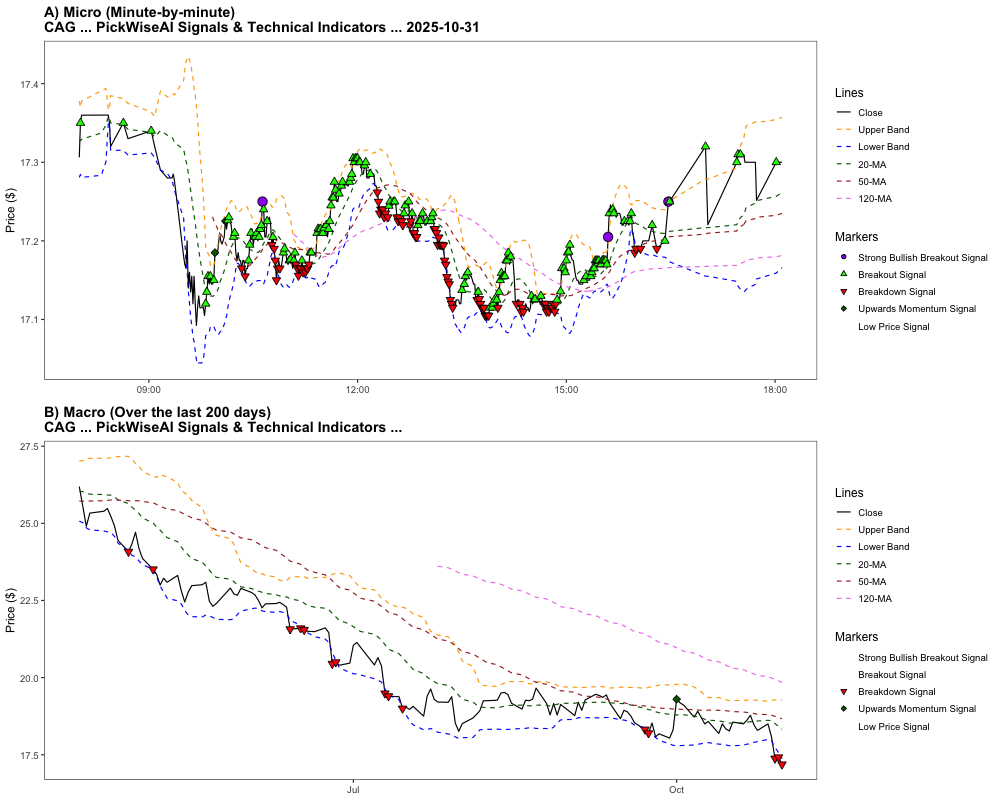 A) Micro (Minute-by-minute)
CAG ... PickWiseAI Signals & Technical Indicators ... 2025-10-31
Price ($)
17.4
17.3
17.2
17.1
09:00
12:00
15:00
18:00
Lines
Close
Upper Band
Lower Band
20-MA
50-MA
120-MA
Markers
Strong Bullish Breakout Signal
Breakout Signal
Breakdown Signal
Upwards Momentum Signal
Low Price Signal
B) Macro (Over the last 200 days)
CAG ... PickWiseAI Signals & Technical Indicators ...
Price ($)
27.5
25.0
22.5
20.0
17.5
Jul
Oct
Lines
Close
Upper Band
Lower Band
20-MA
50-MA
120-MA
Markers
Strong Bullish Breakout Signal
Breakout Signal
Breakdown Signal
Upwards Momentum Signal
Low Price Signal